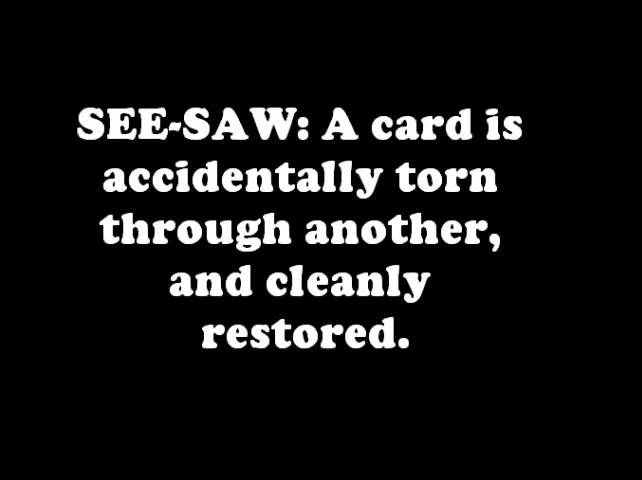 SEE-SAW: A card is
accidentally torn
through another,
and cleanly
restored.